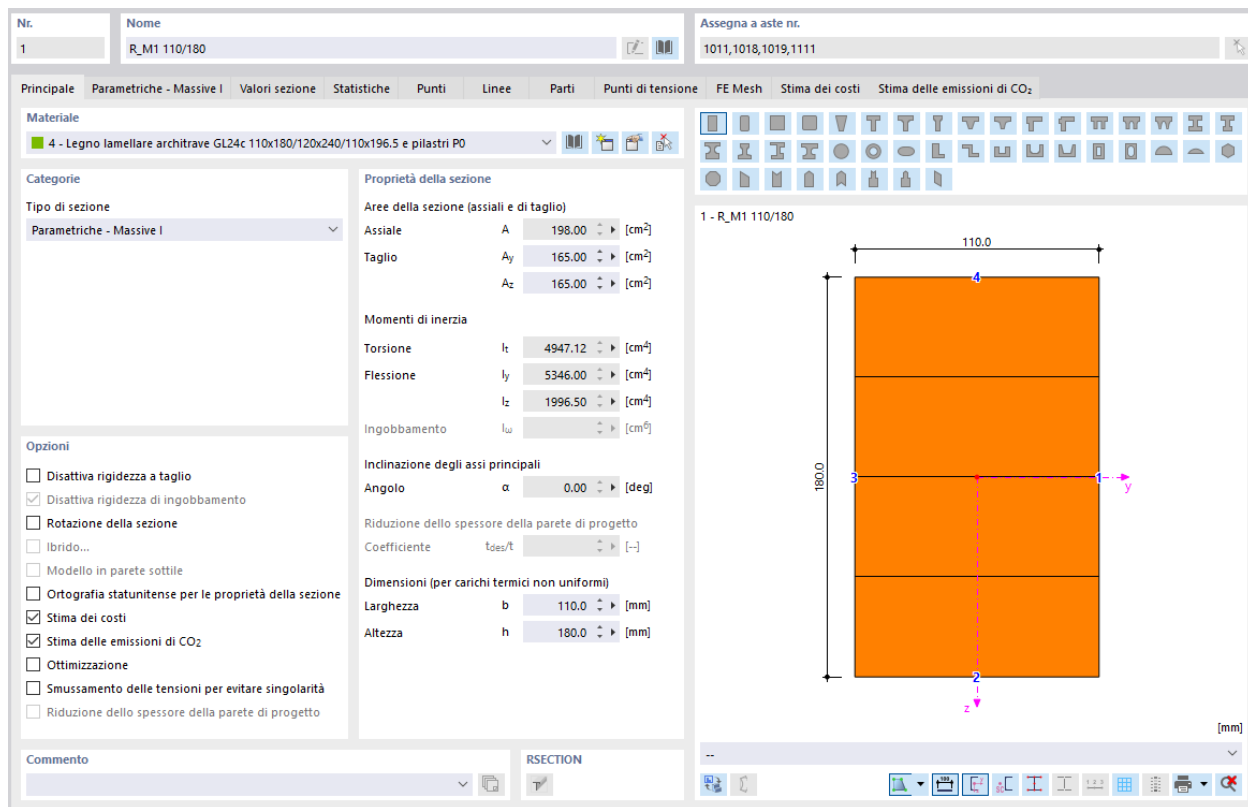 Nr.
1
Nome
R_M1 110/180
Assegna a aste nr.
1011,1018,1019,1111
Principale
Parametriche - Massive I
Valori sezione
Statistiche
Punti
Linee
Parti
Punti di tensione
FE Mesh
Stima dei costi
Stima delle emissioni di CO₂
Materiale
4 - Legno lamellare architrave GL24c 110x180/120x240/110x196.5 e pilastri P0
Categorie
Tipo di sezione
Parametriche - Massive I
Opzioni
Disattiva rigidezza a taglio
Disattiva rigidezza di ingobbamento
Rotazione della sezione
Ibrido...
Modello in parete sottile
Ortografia statunitense per le proprietà della sezione
Stima dei costi
Stima delle emissioni di CO₂
Ottimizzazione
Smussamento delle tensioni per evitare singolarità
Riduzione dello spessore della parete di progetto
Proprietà della sezione
Aree della sezione (assiali e di taglio)
Assiale A 198.00 [cm²]
Taglio Ay 165.00 [cm²]
Az 165.00 [cm²]
Momenti di inerzia
Torsione It 4947.12 [cm⁴]
Flessione Iy 5346.00 [cm⁴]
Iz 1996.50 [cm⁴]
Ingobbamento Iω [cm⁶]
Inclinazione degli assi principali
Angolo α 0.00 [deg]
Riduzione dello spessore della parete di progetto
Coefficiente tdes/t [--]
Dimensioni (per carichi termici non uniformi)
Larghezza b 110.0 [mm]
Altezza h 180.0 [mm]
1 - R_M1 110/180
110.0
4
180.0
3
1
y
2
z
[mm]
--
Commento
RSECTION